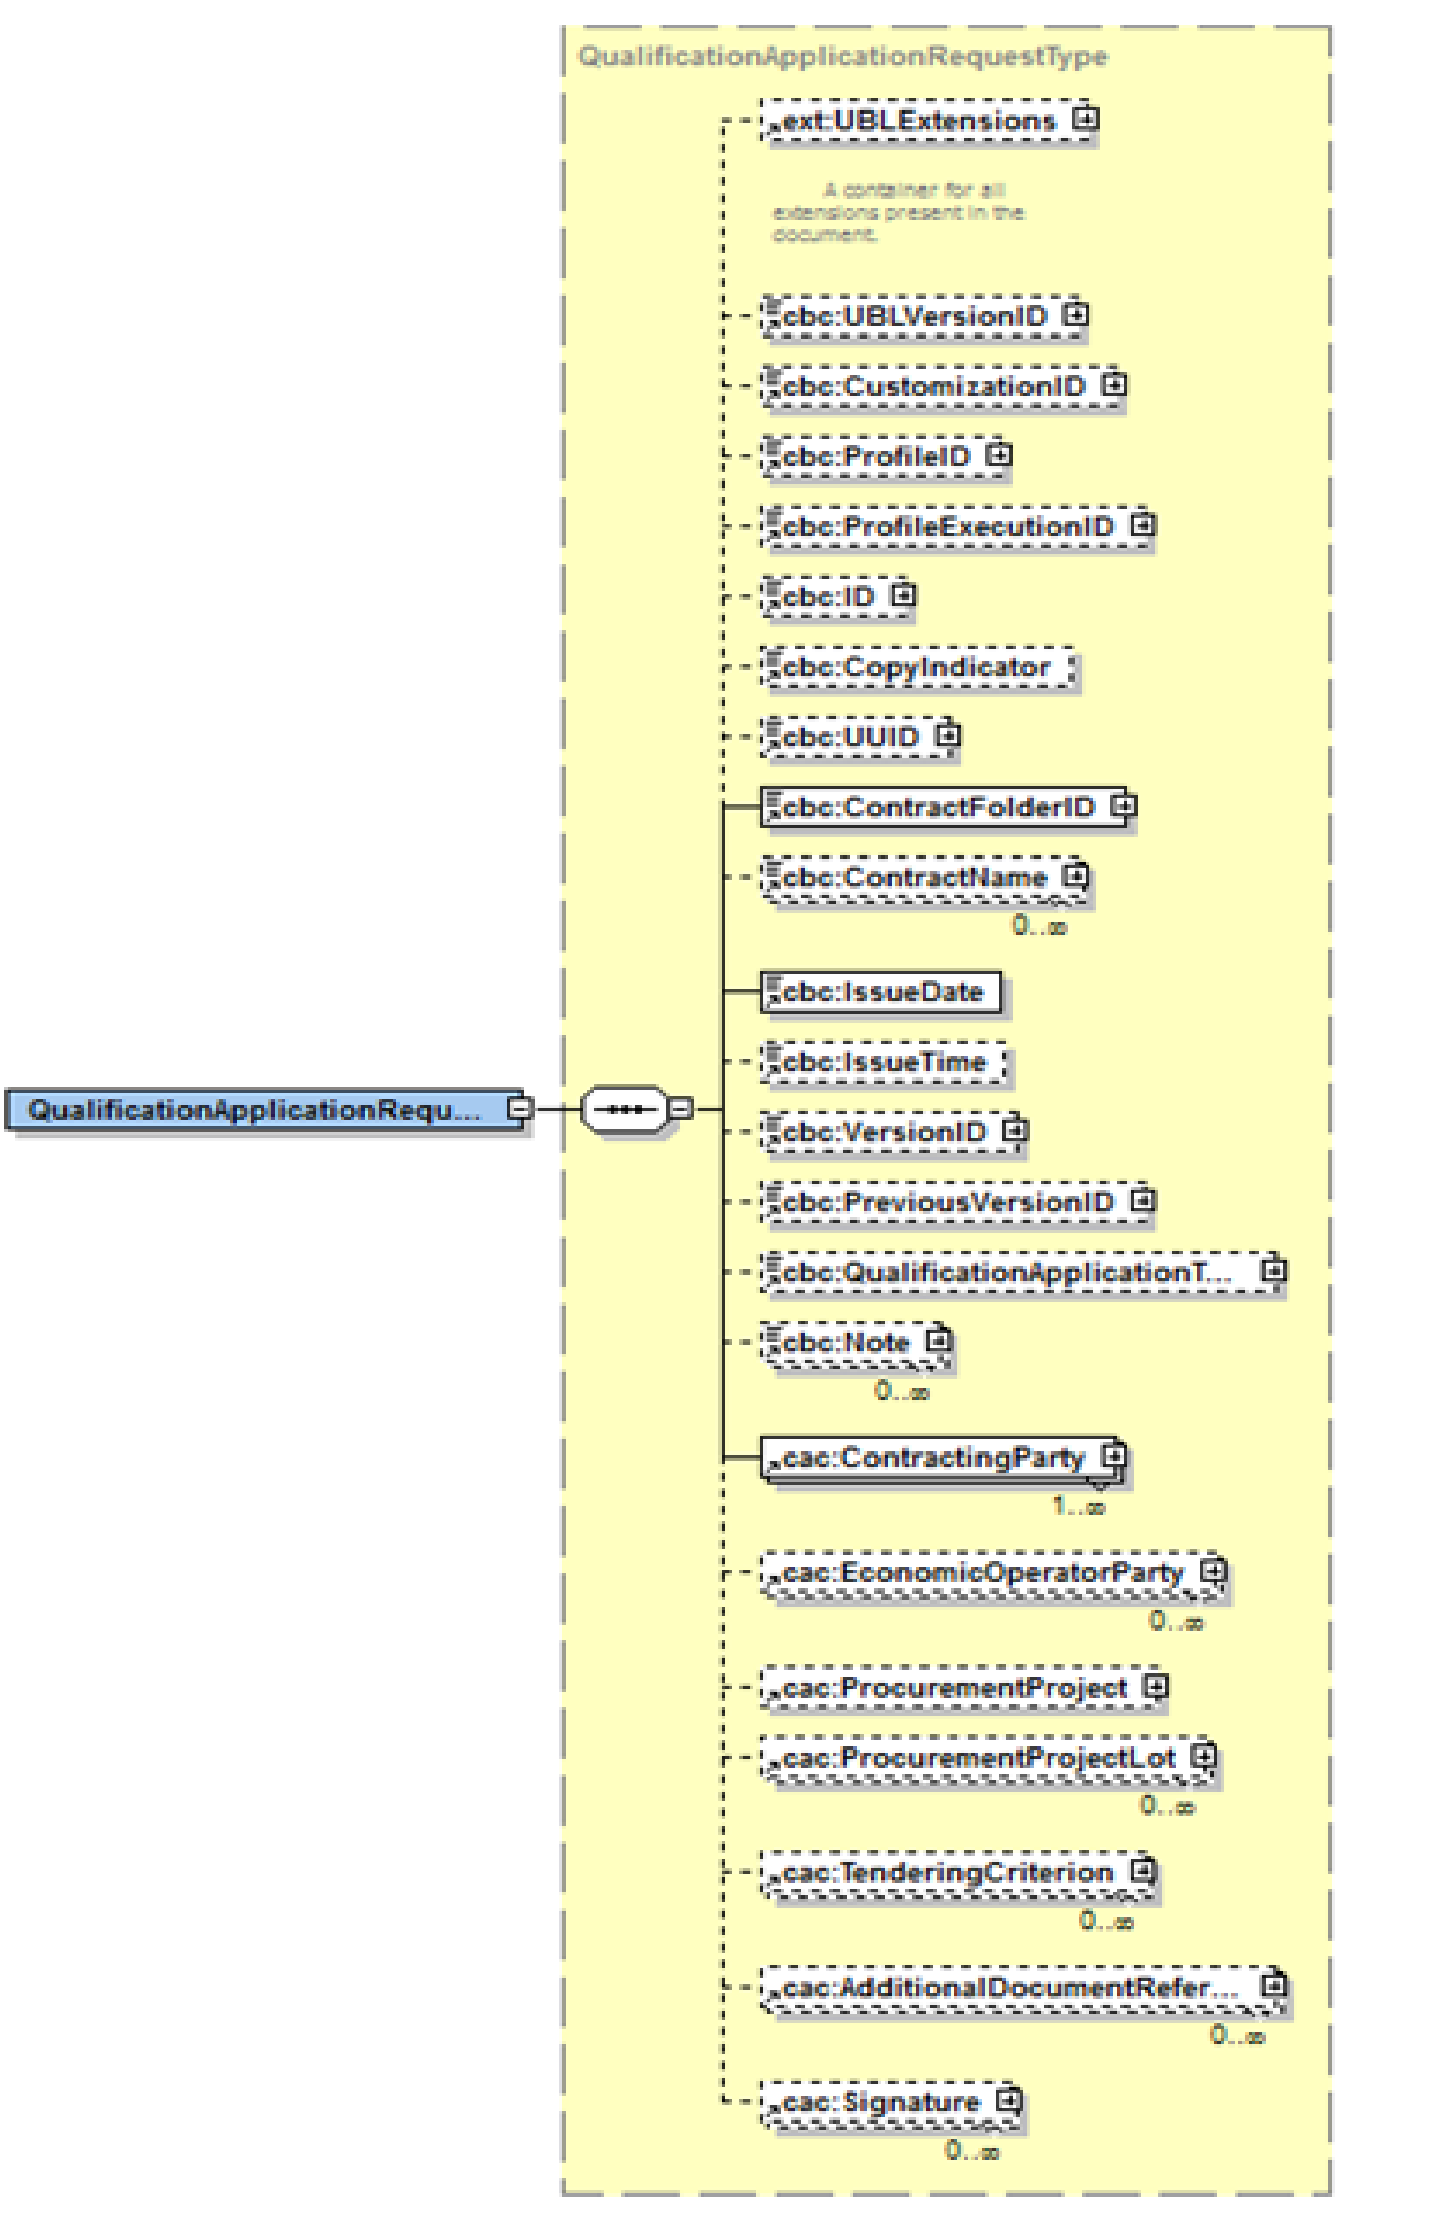 QualificationApplicationRequestType
ext:UBLExtensions
A container for all
extensions present in the
document.
cbc:UBLVersionID
cbc:CustomizationID
cbc:ProfileID
cbc:ProfileExecutionID
cbc:ID
cbc:CopyIndicator
cbc:UUID
cbc:ContractFolderID
cbc:ContractName
0..∞
cbc:IssueDate
cbc:IssueTime
QualificationApplicationRequ...
cbc:VersionID
cbc:PreviousVersionID
cbc:QualificationApplicationT...
cbc:Note
0..∞
cac:ContractingParty
1..∞
cac:EconomicOperatorParty
0..∞
cac:ProcurementProject
cac:ProcurementProjectLot
0..∞
cac:TenderingCriterion
0..∞
cac:AdditionalDocumentRefer...
0..∞
cac:Signature
0..∞